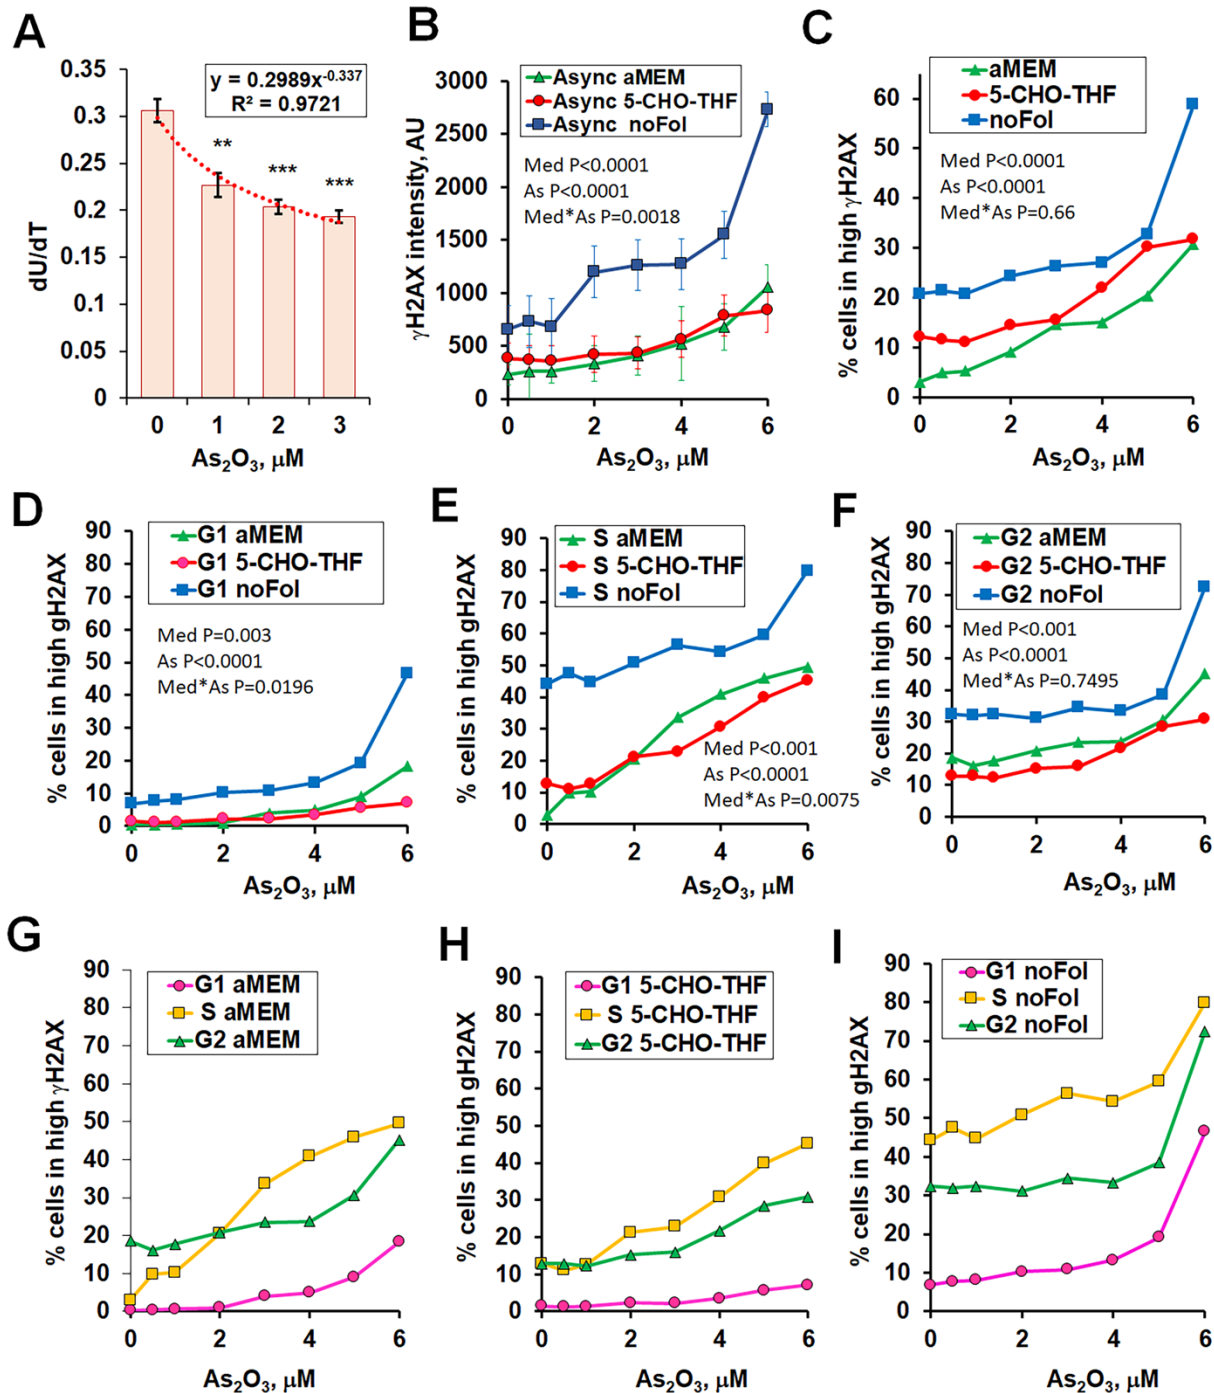 A
0.35
0.3
0.25
0.2
0.15
0.1
0.05
0
dU/dT
y = 0.2989x^-0.337
R² = 0.9721
**
***
***
0 1 2 3
As₂O₃, μM
B
3000
2500
2000
1500
1000
500
0
γH2AX intensity, AU
Async aMEM
Async 5-CHO-THF
Async noFol
Med P<0.0001
As P<0.0001
Med*As P=0.0018
0 2 4 6
As₂O₃, μM
C
60
50
40
30
20
10
0
% cells in high γH2AX
aMEM
5-CHO-THF
noFol
Med P<0.0001
As P<0.0001
Med*As P=0.66
0 2 4 6
As₂O₃, μM
D
90
80
70
60
50
40
30
20
10
0
% cells in high gH2AX
G1 aMEM
G1 5-CHO-THF
G1 noFol
Med P=0.003
As P<0.0001
Med*As P=0.0196
0 2 4 6
As₂O₃, μM
E
90
80
70
60
50
40
30
20
10
0
% cells in high gH2AX
S aMEM
S 5-CHO-THF
S noFol
Med P<0.001
As P<0.0001
Med*As P=0.0075
0 2 4 6
As₂O₃, μM
F
90
80
70
60
50
40
30
20
10
0
% cells in high gH2AX
G2 aMEM
G2 5-CHO-THF
G2 noFol
Med P<0.001
As P<0.0001
Med*As P=0.7495
0 2 4 6
As₂O₃, μM
G
90
80
70
60
50
40
30
20
10
0
% cells in high γH2AX
G1 aMEM
S aMEM
G2 aMEM
0 2 4 6
As₂O₃, μM
H
90
80
70
60
50
40
30
20
10
0
% cells in high gH2AX
G1 5-CHO-THF
S 5-CHO-THF
G2 5-CHO-THF
0 2 4 6
As₂O₃, μM
I
90
80
70
60
50
40
30
20
10
0
% cells in high gH2AX
G1 noFol
S noFol
G2 noFol
0 2 4 6
As₂O₃, μM